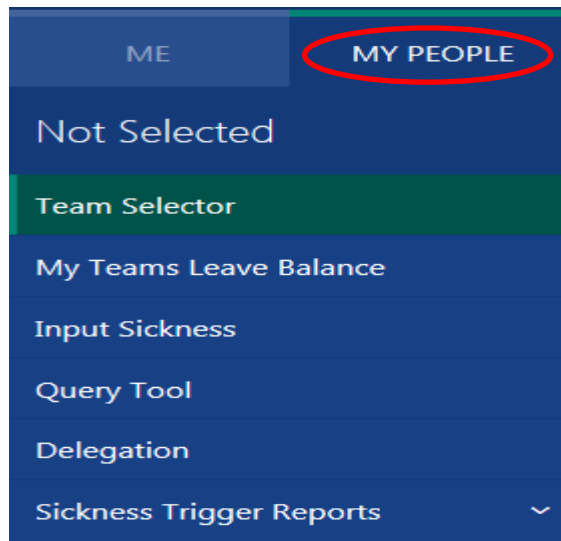 ME MY PEOPLE
Not Selected
Team Selector
My Teams Leave Balance
Input Sickness
Query Tool
Delegation
Sickness Trigger Reports